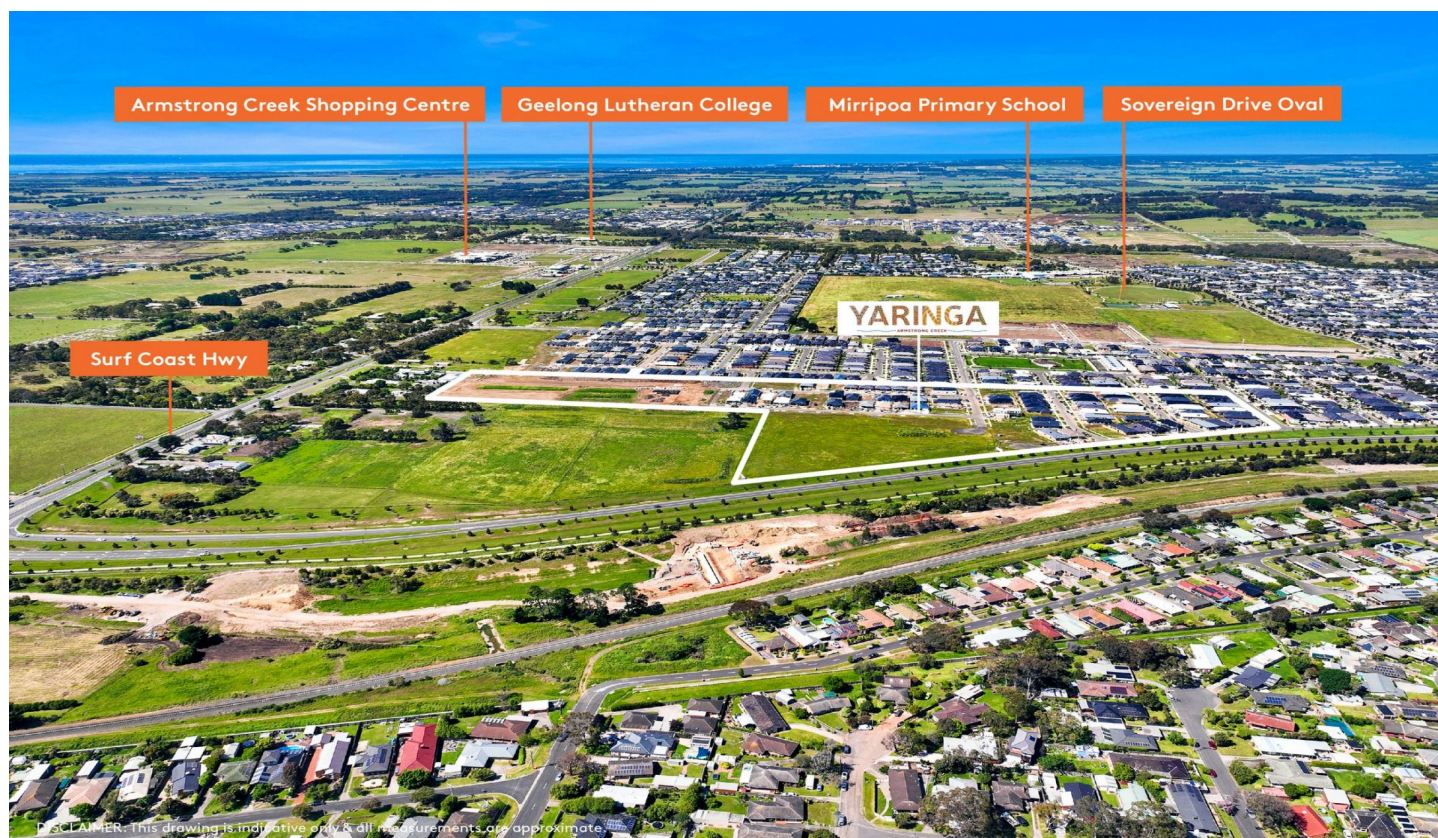 Armstrong Creek Shopping Centre
Geelong Lutheran College
Mirripoa Primary School
Sovereign Drive Oval
YARINGA
ARMSTRONG CREEK
Surf Coast Hwy
DISCLAIMER: This drawing is indicative only & all measurements are approximate.